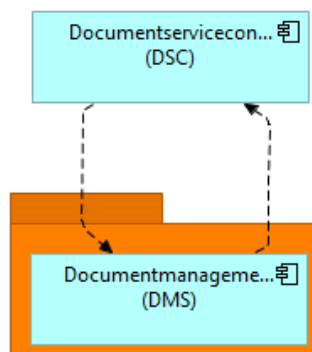 Documentservicecon...
(DSC)
Documentmanageme...
(DMS)